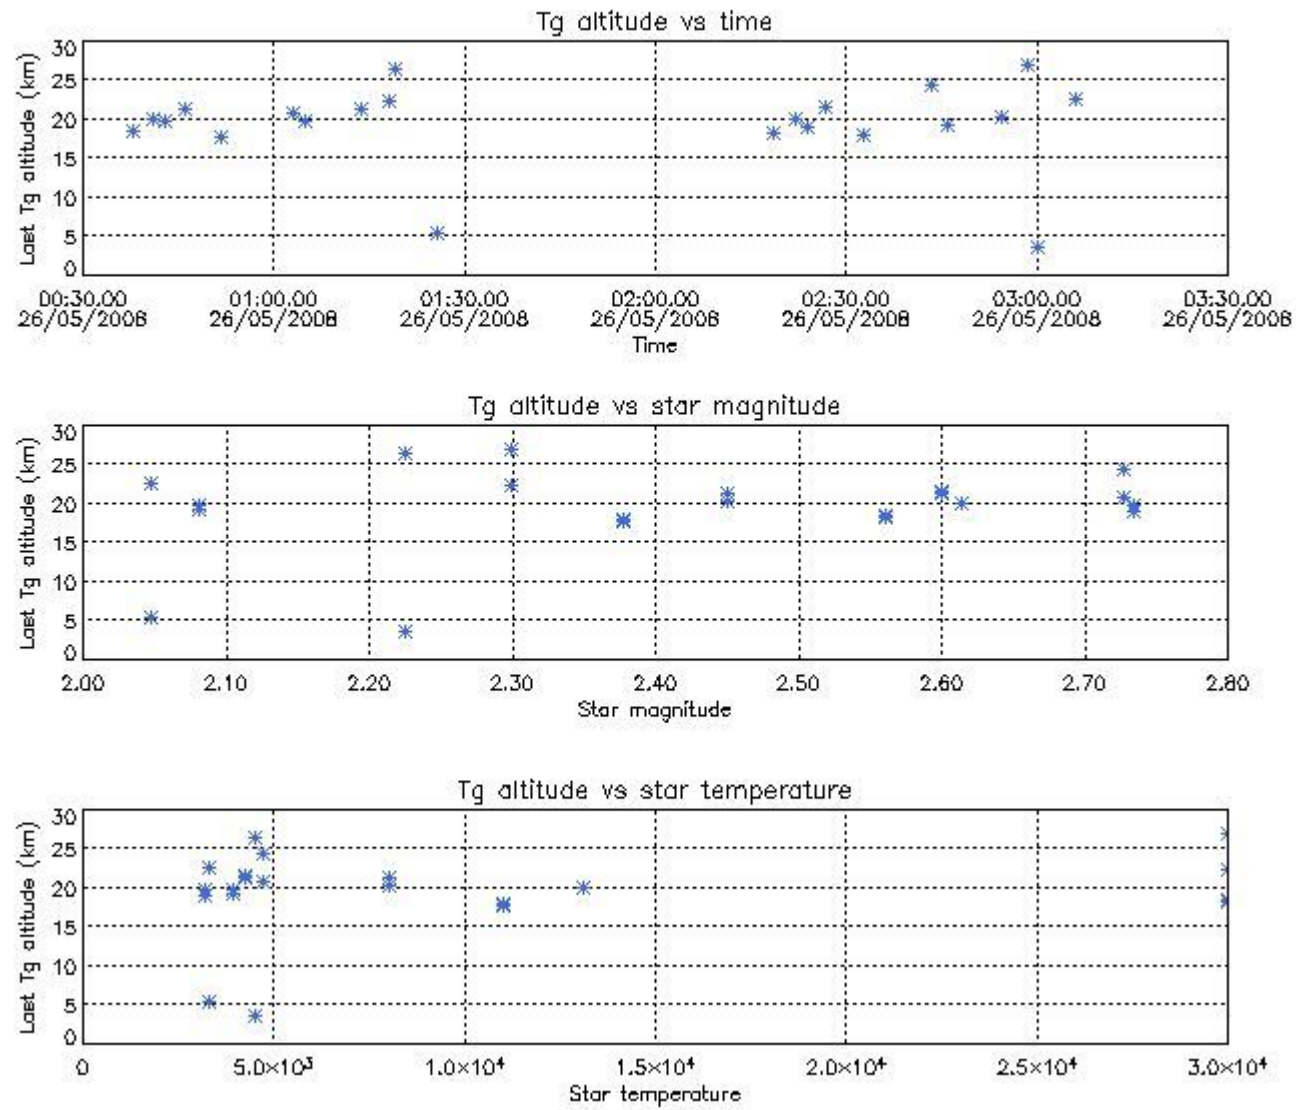 Tg altitude vs time
Last Tg altitude (km)
30
25
20
15
10
5
0
00:30.00 01:00.00 01:30.00 02:00.00 02:30.00 03:00.00 03:30.00
26/05/2008 26/05/2008 26/05/2008 26/05/2008 26/05/2008 26/05/2008 26/05/2008
Time
Tg altitude vs star magnitude
Last Tg altitude (km)
30
25
20
15
10
5
0
2.00 2.10 2.20 2.30 2.40 2.50 2.60 2.70 2.80
Star magnitude
Tg altitude vs star temperature
Last Tg altitude (km)
30
25
20
15
10
5
0
0 5.0×10³ 1.0×10⁴ 1.5×10⁴ 2.0×10⁴ 2.5×10⁴ 3.0×10⁴
Star temperature